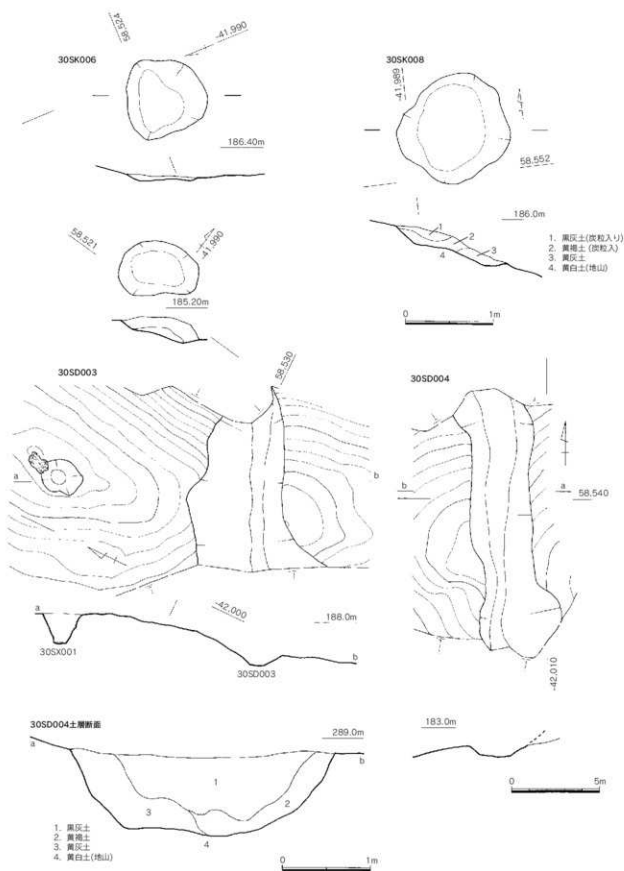 58.524
-41.990
30SK006
186.40m
30SK008
-41.989
58.552
186.0m
1
2
3
4
1. 黒灰土(炭粒入り)
2. 黄褐土(炭粒入)
3. 黄灰土
4. 黄白土(地山)
0
1m
58.521
-41.990
185.20m
30SD003
58.530
a
b
-42.000
188.0m
a
b
30SX001
30SD003
30SD004
b
a
58.540
-42.010
183.0m
0
5m
30SD004土層断面
289.0m
a
b
1
2
3
4
1. 黒灰土
2. 黄褐土
3. 黄灰土
4. 黄白土(地山)
0
1m